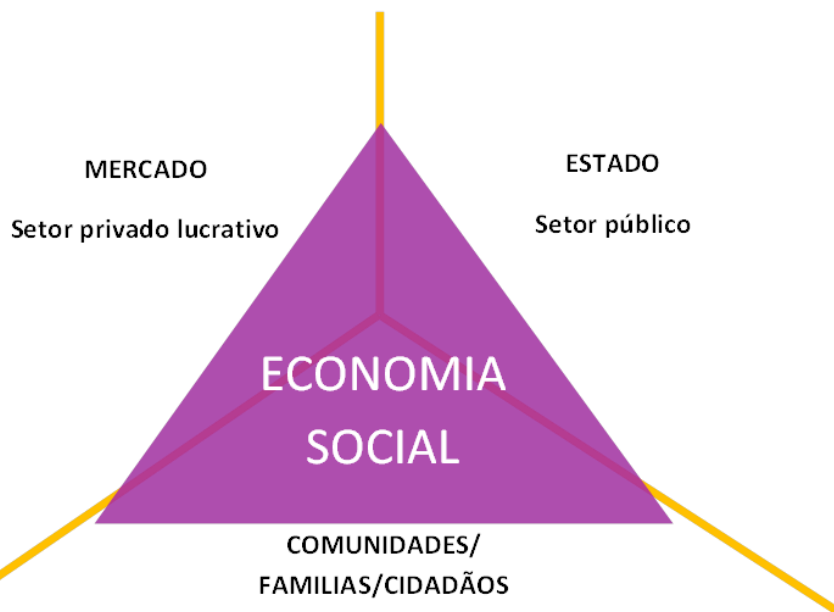 MERCADO
Setor privado lucrativo
ESTADO
Setor público
ECONOMIA
SOCIAL
COMUNIDADES/
FAMILIAS/CIDADÃOS